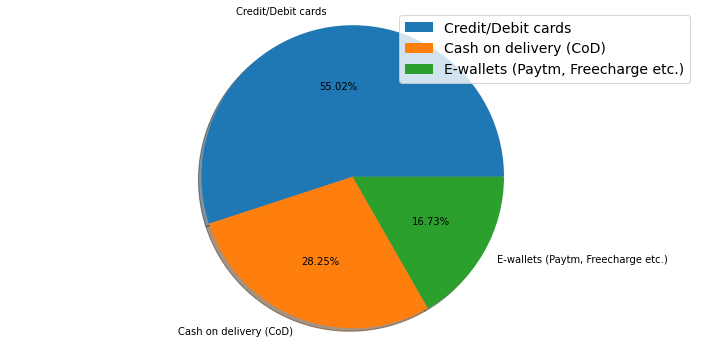 Credit/Debit cards
Credit/Debit cards
Cash on delivery (CoD)
E-wallets (Paytm, Freecharge etc.)
55.02%
16.73%
28.25%
E-wallets (Paytm, Freecharge etc.)
Cash on delivery (CoD)